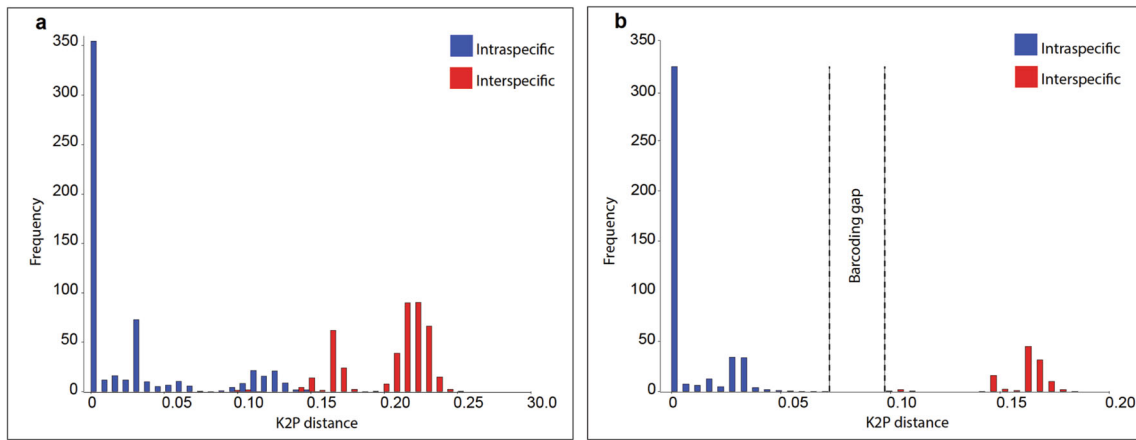 a
350
300
250
200
150
100
50
0
Frequency
0 0.05 0.10 0.15 0.20 0.25 30.0
K2P distance
Intraspecific
Interspecific
b
350
300
250
200
150
100
50
0
Frequency
0 0.05 0.10 0.15 0.20
K2P distance
Barcoding gap
Intraspecific
Interspecific